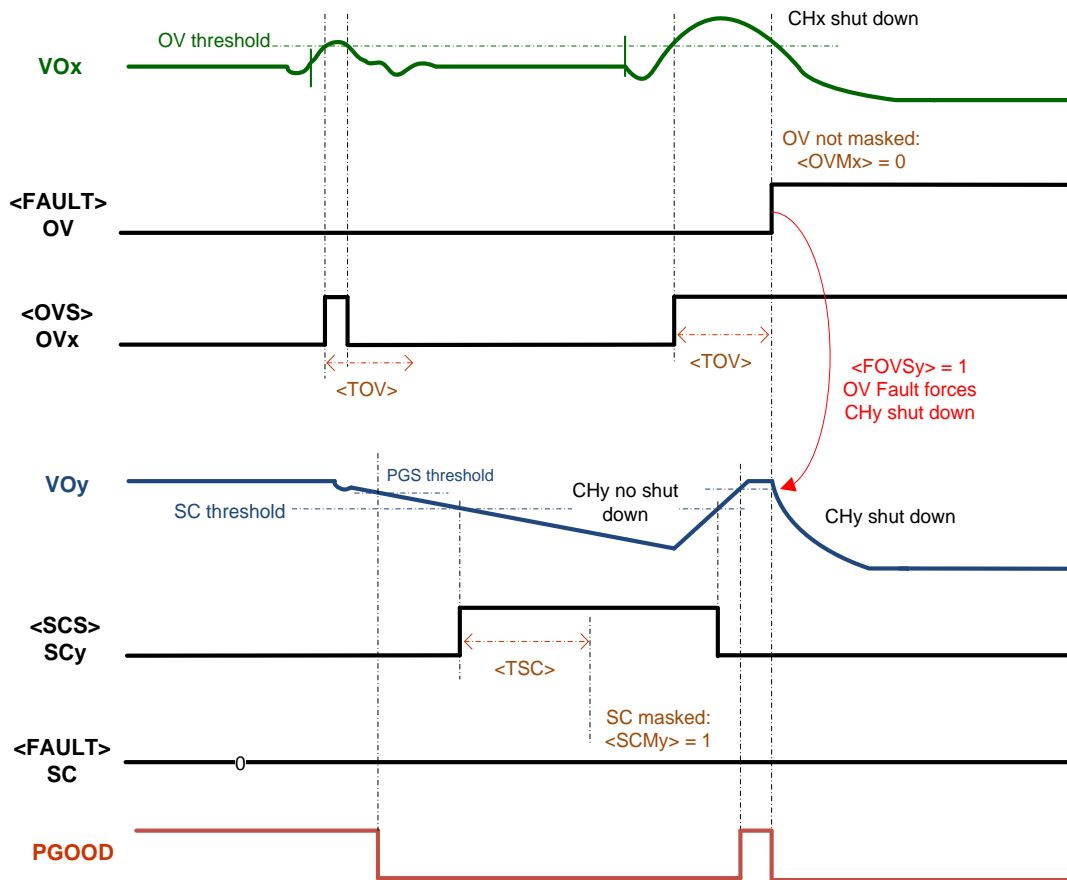 CHx shut down
OV threshold
VOx
OV not masked:
<OVMx> = 0
<FAULT>
OV
<OVS>
OVx
<TOV>
<TOV>
<FOVSy> = 1
OV Fault forces
CHy shut down
VOy
PGS threshold
SC threshold
CHy no shut
down
CHy shut down
<SCS>
SCy
<TSC>
SC masked:
<SCMy> = 1
<FAULT>
SC
0
PGOOD